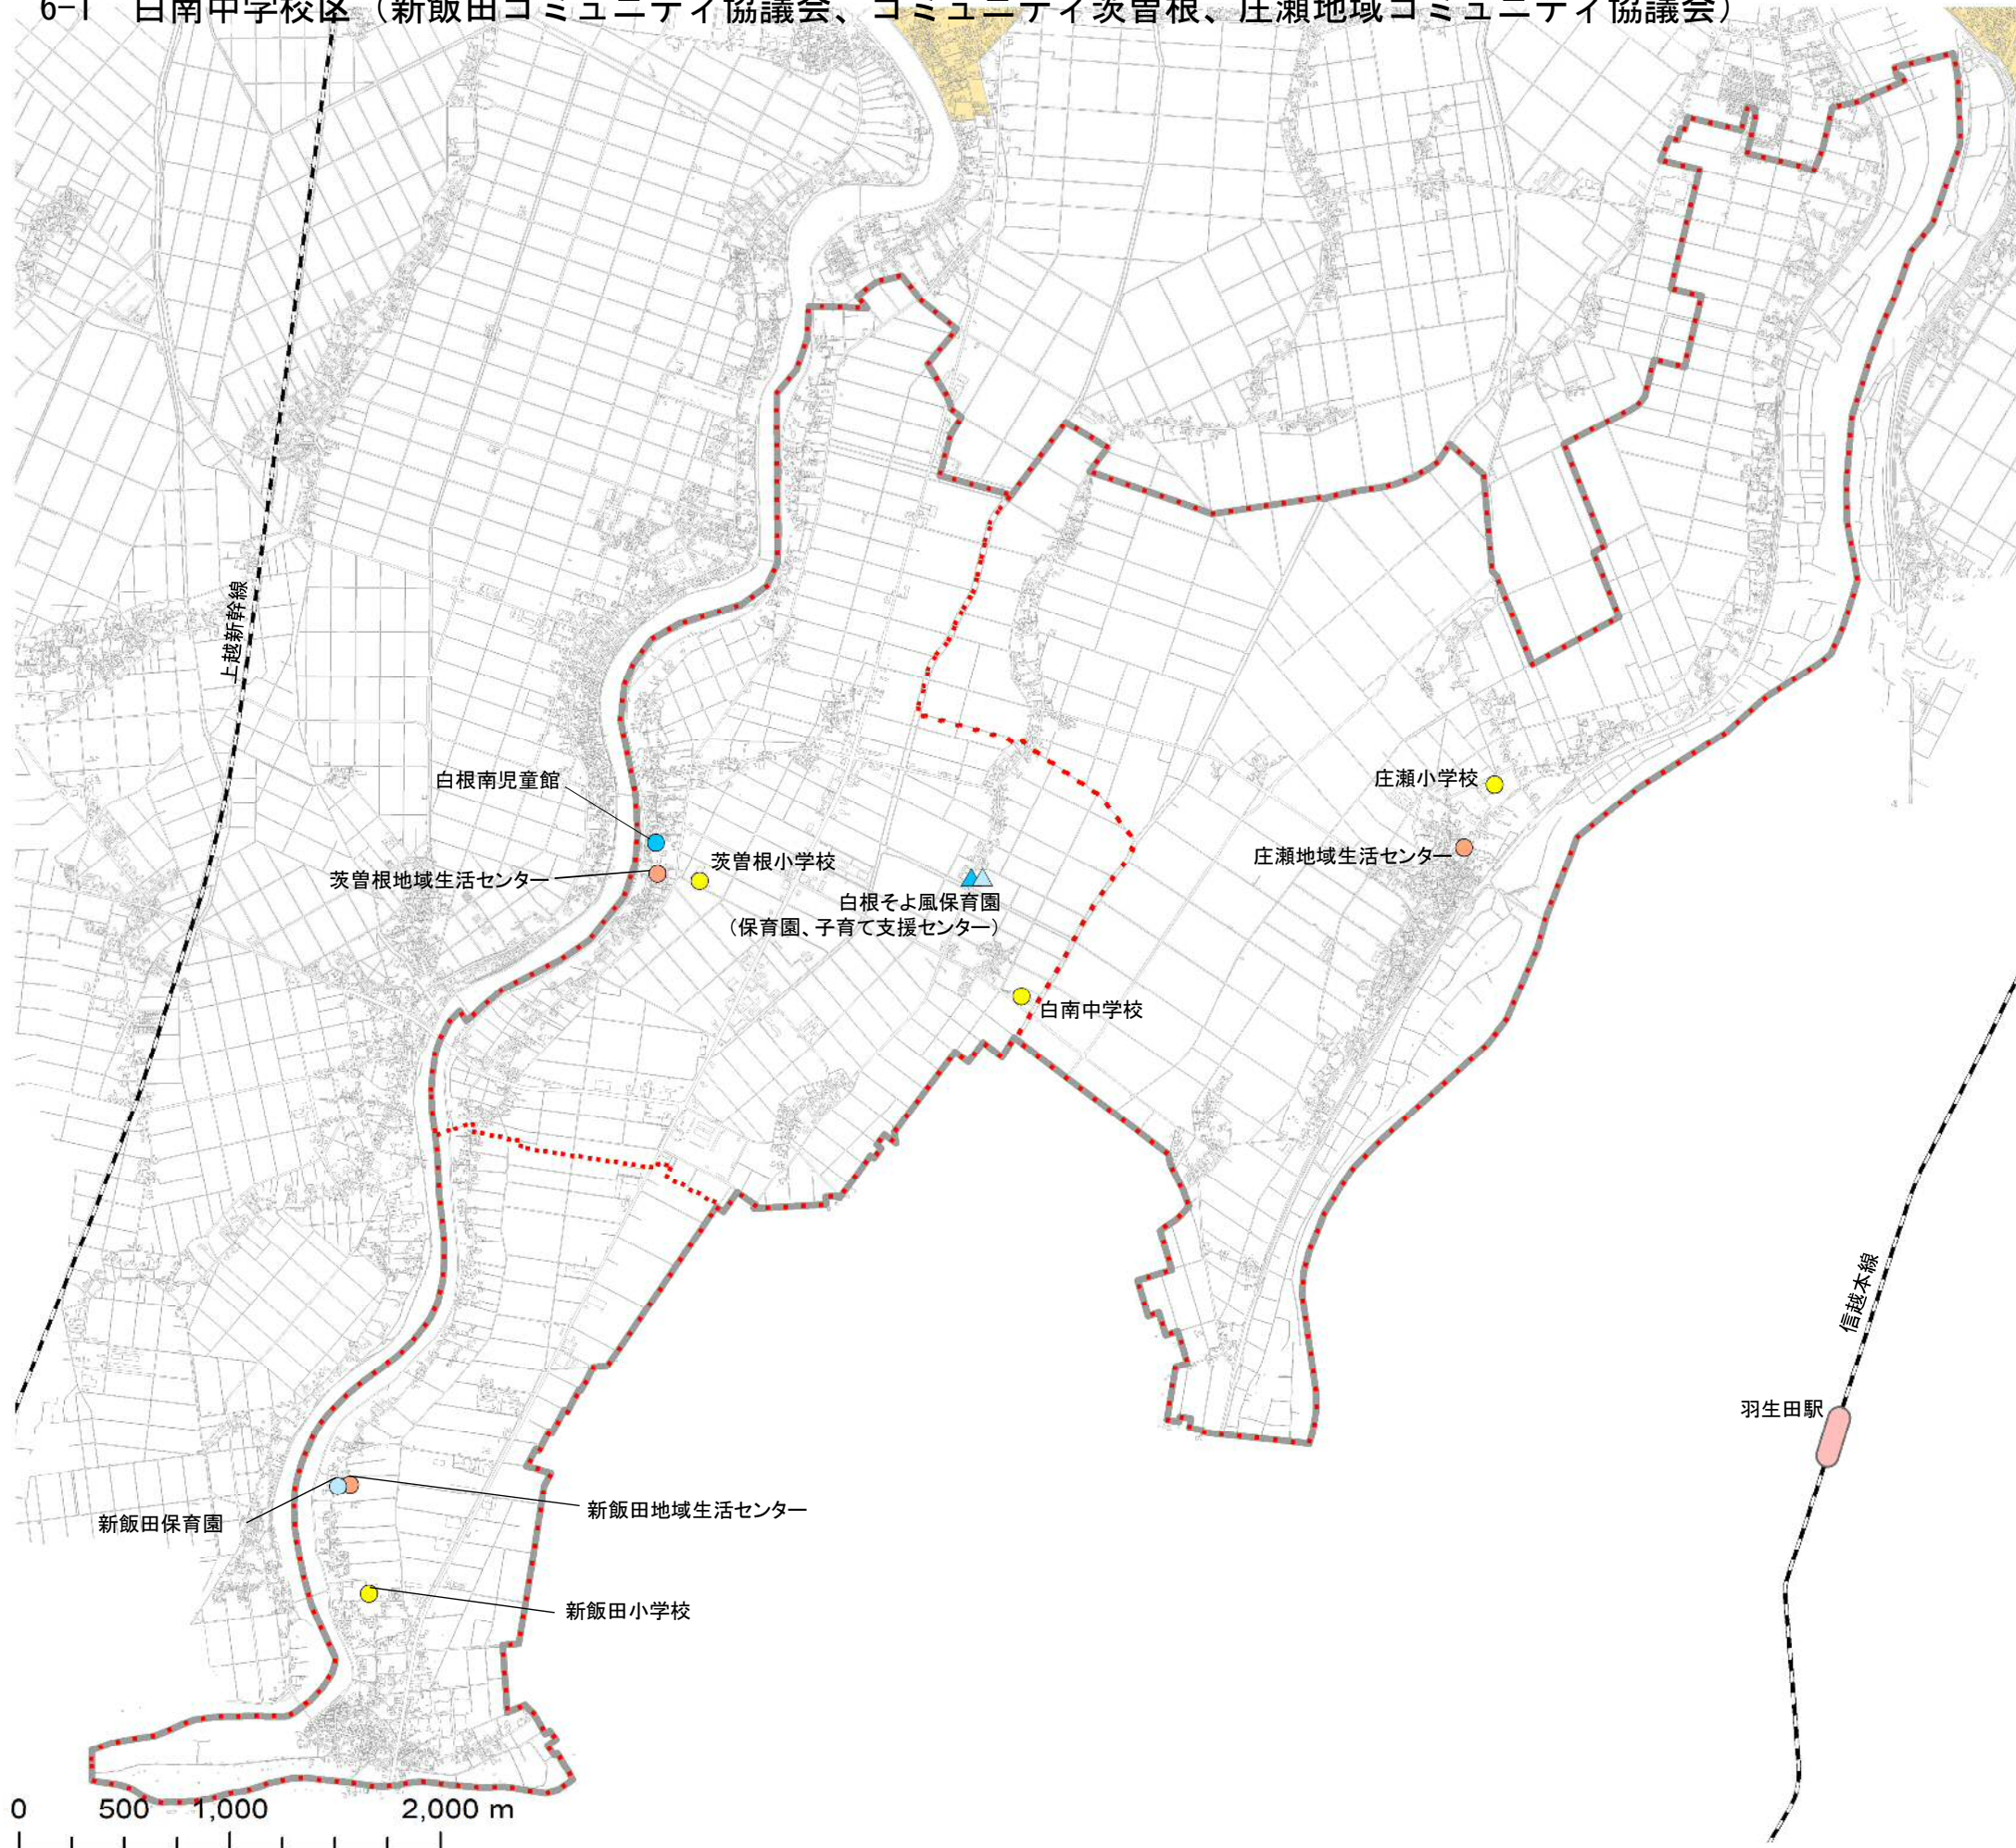 6-1 白南中学校区（新飯田コミュニティ協議会、コミュニティ茨曽根、庄瀬地域コミュニティ協議会）
上越新幹線
白根南児童館
庄瀬小学校
茨曽根小学校
庄瀬地域生活センター
茨曽根地域生活センター
白根そよ風保育園
（保育園、子育て支援センター）
白南中学校
信越本線
羽生田駅
新飯田地域生活センター
新飯田保育園
新飯田小学校
0 500 1,000 2,000 m